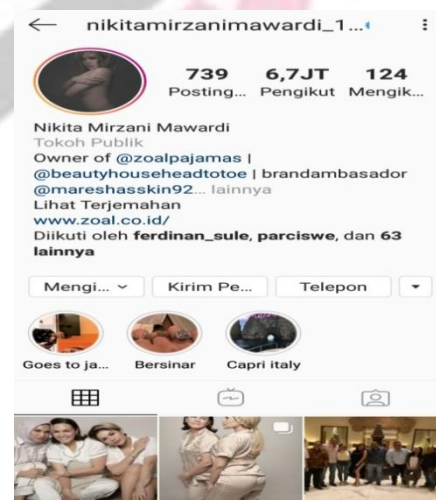 nikitamirzanimawardi_1...
739 6,7JT 124
Posting... Pengikut Mengik...
Nikita Mirzani Mawardi
Tokoh Publik
Owner of @zoalpajamas |
@beautyhouseheadtotoe | brandambasador
@mareshasskin92... lainnya
Lihat Terjemahan
www.zoal.co.id/
Diikuti oleh ferdinan_sule, parciswe, dan 63
lainnya
Mengi... Kirim Pe... Telepon
Goes to ja... Bersinar Capri italy